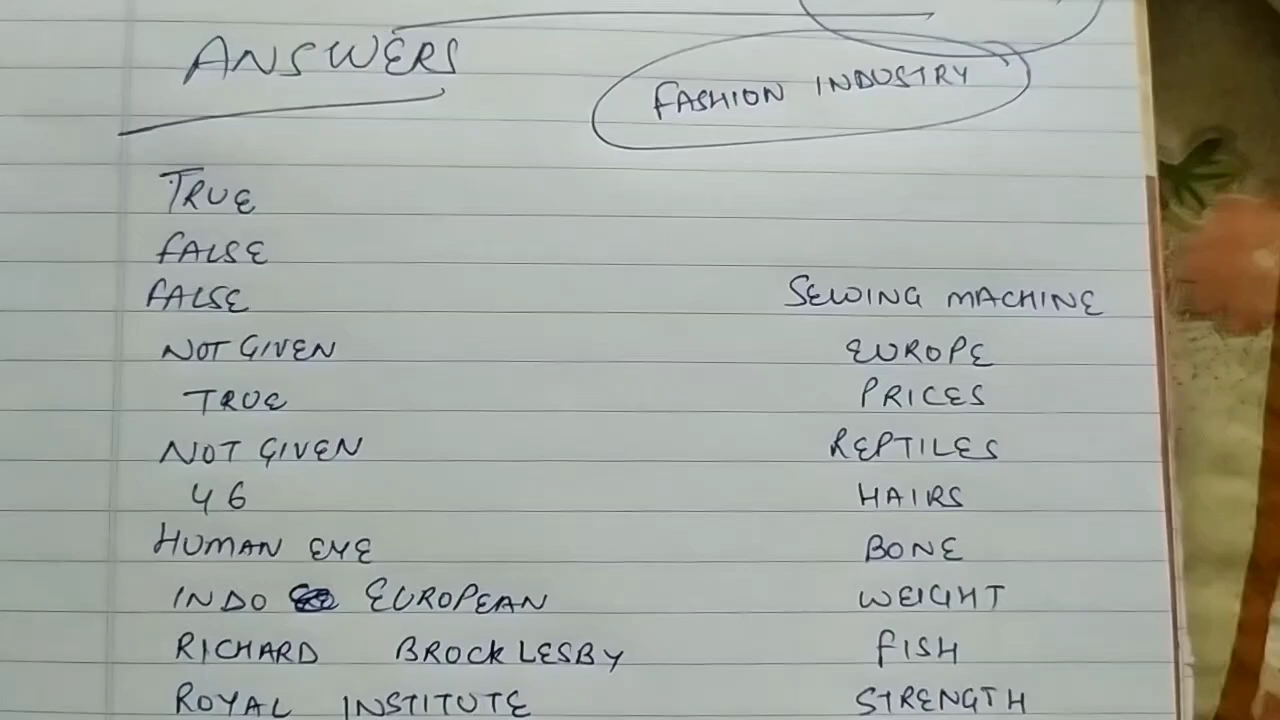 ANSWERS
FASHION INDUSTRY
TRUE
FALSE
FALSE
NOT GIVEN
TRUE
NOT GIVEN
46
HUMAN EYE
INDO EUROPEAN
RICHARD BROCKLESBY
ROYAL INSTITUTE
SEWING MACHINE
EUROPE
PRICES
REPTILES
HAIRS
BONE
WEIGHT
FISH
STRENGTH